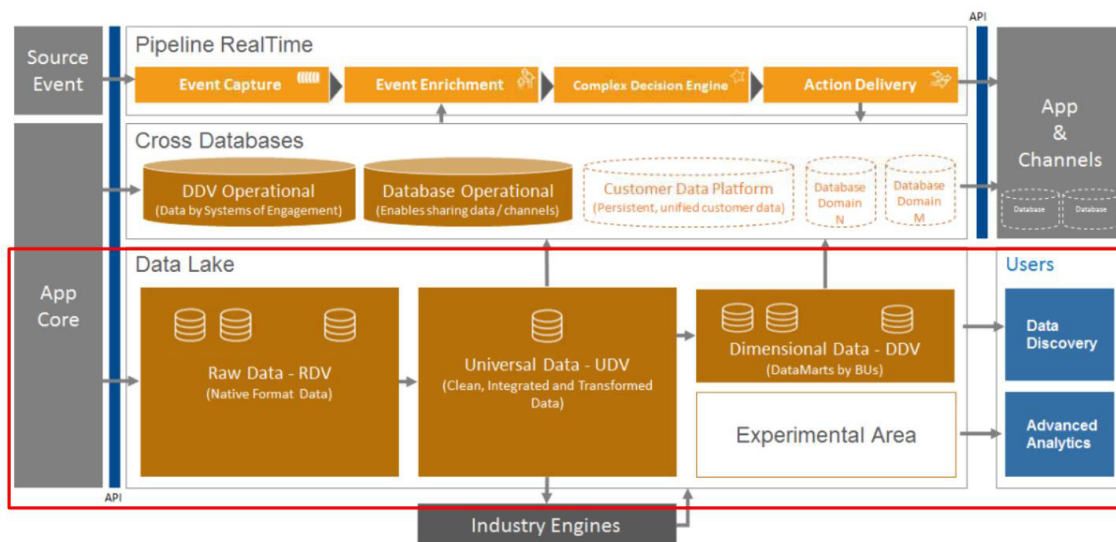 API
Source
Event
Pipeline RealTime
Event Capture
Event Enrichment
Complex Decision Engine
Action Delivery
App
&
Channels
Database
Database
Cross Databases
DDV Operational
(Data by Systems of Engagement)
Database Operational
(Enables sharing data / channels)
Customer Data Platform
(Persistent, unified customer data)
Database
Domain
N
Database
Domain
M
App
Core
Data Lake
Raw Data - RDV
(Native Format Data)
Universal Data - UDV
(Clean, Integrated and Transformed
Data)
Dimensional Data - DDV
(DataMarts by BUs)
Experimental Area
Users
Data
Discovery
Advanced
Analytics
API
Industry Engines